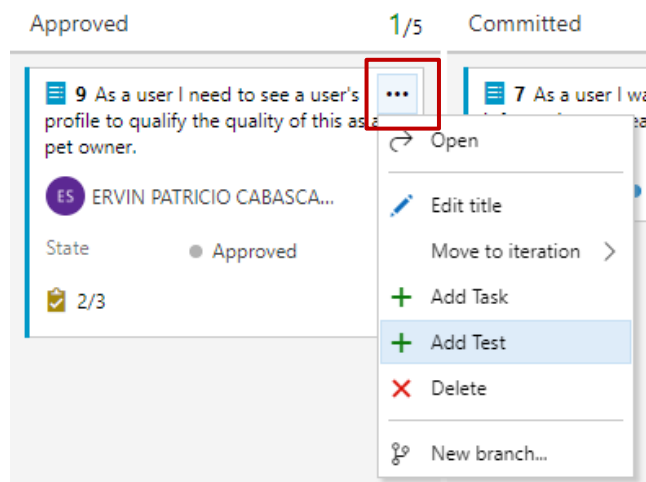 Approved 1/5
Committed
9 As a user I need to see a user's
profile to qualify the quality of this as a
pet owner.
ES ERVIN PATRICIO CABASCA...
State Approved
2/3
7 As a user I wa
Open
Edit title
Move to iteration
Add Task
Add Test
Delete
New branch...